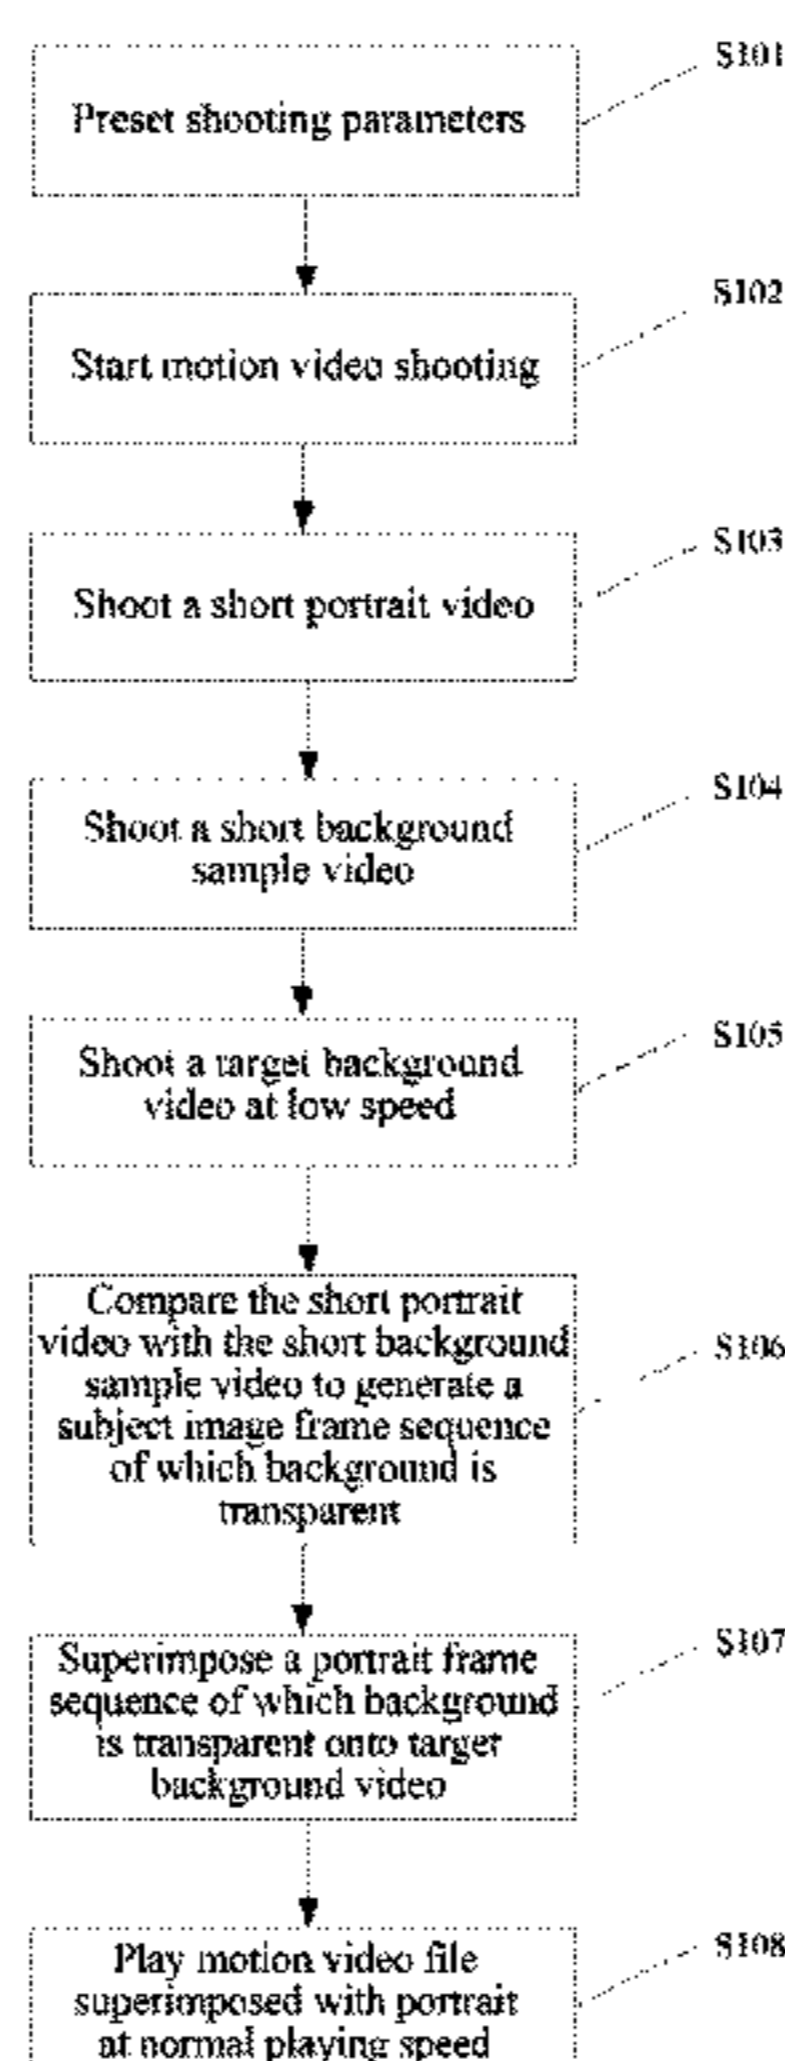 S101
Preset shooting parameters
S102
Start motion video shooting
S103
Shoot a short portrait video
S104
Shoot a short background
sample video
S105
Shoot a target background
video at low speed
S106
Compare the short portrait
video with the short background
sample video to generate a
subject image frame sequence
of which background is
transparent
S107
Superimpose a portrait frame
sequence of which background
is transparent onto target
background video
S108
Play motion video file
superimposed with portrait
at normal playing speed